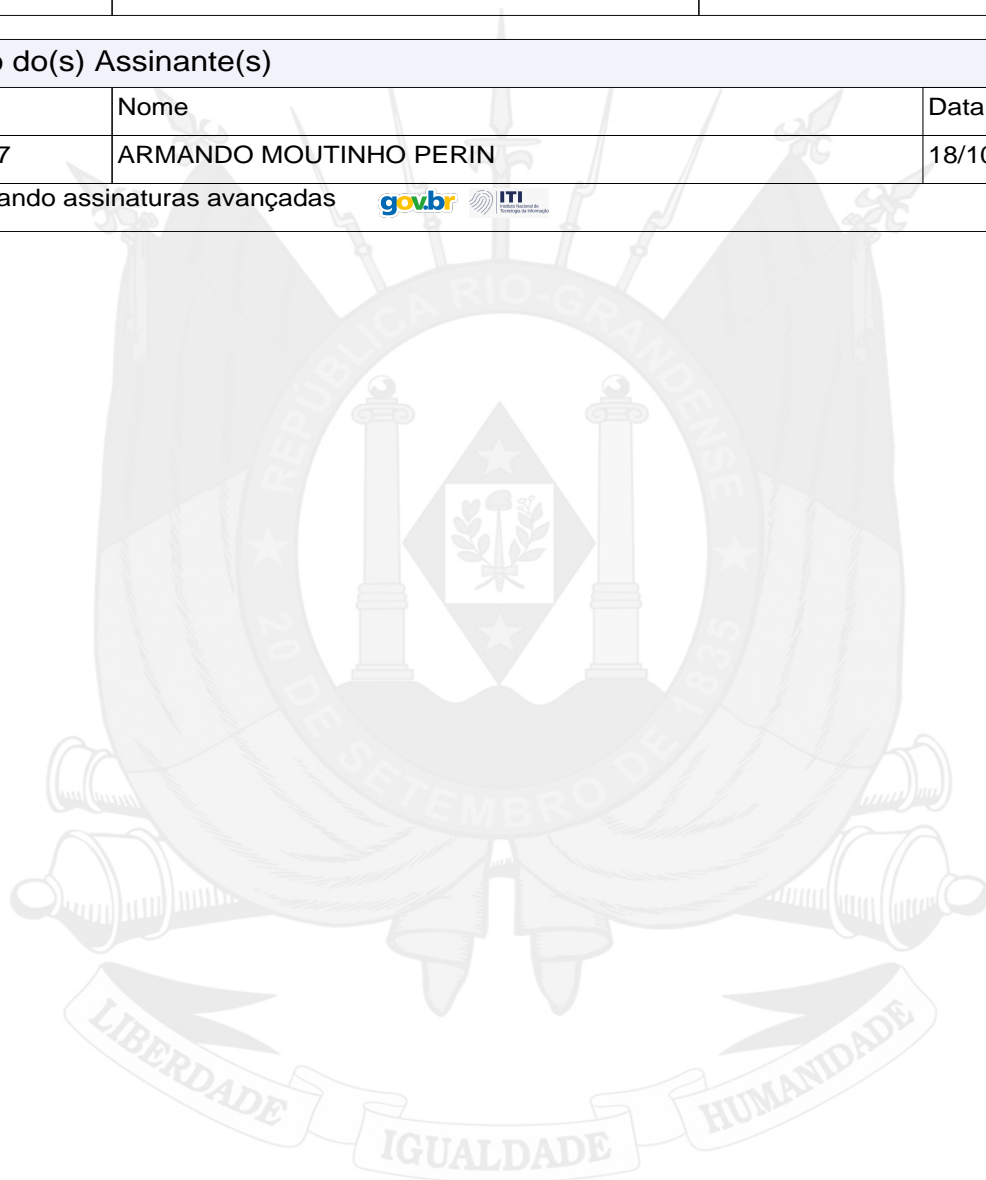 o do(s) Assinante(s)
Nome
Data
7
ARMANDO MOUTINHO PERIN
18/10
ando assinaturas avançadas gov.br ITI
REPÚBLICA RIO-GRANDENSE
20 DE SETEMBRO DE 1835
LIBERDADE
IGUALDADE
HUMANIDADE